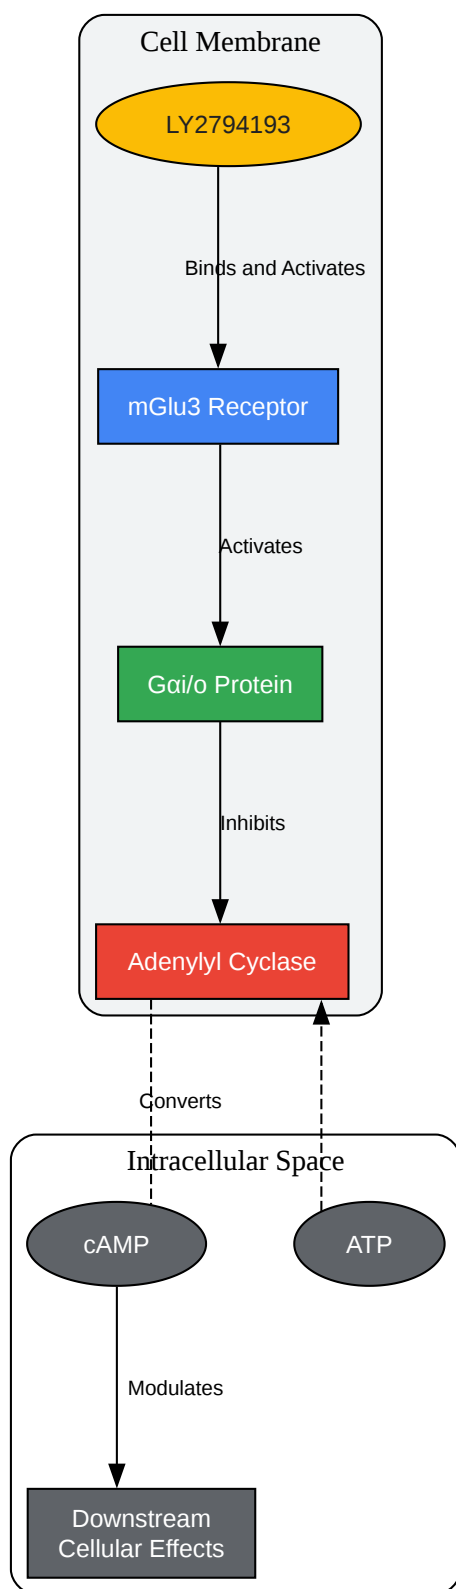 Cell Membrane
LY2794193
Binds and Activates
mGlu3 Receptor
Activates
Gαi/o Protein
Inhibits
Adenylyl Cyclase
Converts
Intracellular Space
cAMP
ATP
Modulates
Downstream
Cellular Effects